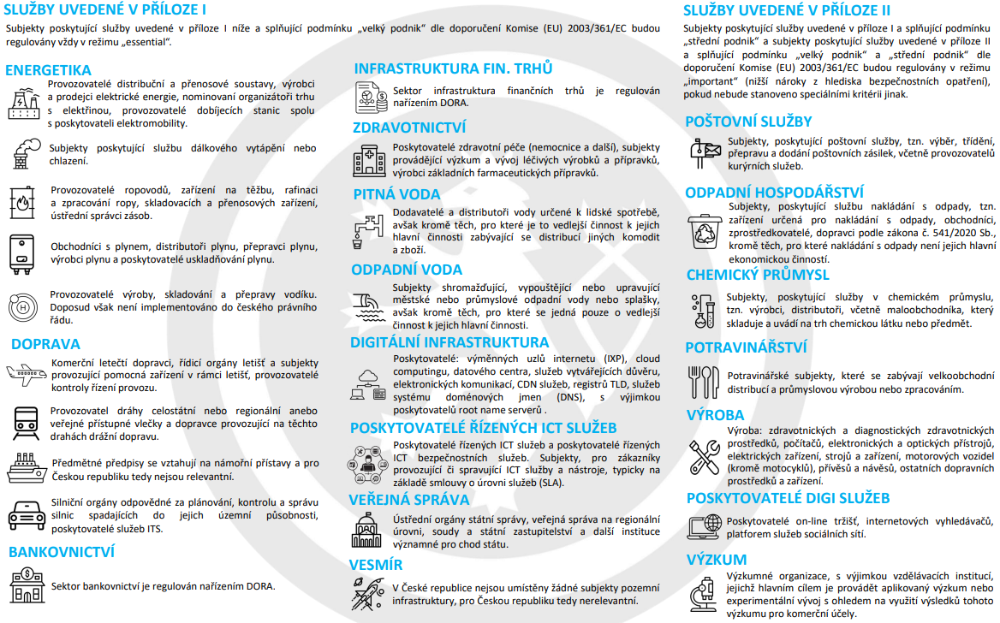 SLUŽBY UVEDENÉ V PŘÍLOZE I
Subjekty poskytující služby uvedené v příloze I níže a splňující podmínku „velký podnik“ dle doporučení Komise (EU) 2003/361/EC budou
regulovány vždy v režimu „essential“.
ENERGETIKA
Provozovatelé distribuční a přenosové soustavy, výrobci
a prodejci elektrické energie, nominovaní organizátoři trhu
s elektřinou, provozovatelé dobíjecích stanic spolu
s poskytovateli elektromobility.
Subjekty poskytující službu dálkového vytápění nebo
chlazení.
Provozovatelé ropovodů, zařízení na těžbu, rafinaci
a zpracování ropy, skladovacích a přenosových zařízení,
ústřední správci zásob.
Obchodníci s plynem, distributoři plynu, přepravci plynu,
výrobci plynu a poskytovatelé uskladňování plynu.
Provozovatelé výroby, skladování a přepravy vodíku.
Doposud však není implementováno do českého právního
řádu.
DOPRAVA
Komerční letečtí dopravci, řídicí orgány letišť a subjekty
provozující pomocná zařízení v rámci letišť, provozovatelé
kontroly řízení provozu.
Provozovatel dráhy celostátní nebo regionální anebo
veřejné přístupné vlečky a dopravce provozující na těchto
drahách drážní dopravu.
Předmětné předpisy se vztahují na námořní přístavy a pro
Českou republiku tedy nejsou relevantní.
Silniční orgány odpovědné za plánování, kontrolu a správu
silnic spadajících do jejich územní působnosti,
poskytovatelé služeb ITS.
BANKOVNICTVÍ
Sektor bankovnictví je regulován nařízením DORA.
INFRASTRUKTURA FIN. TRHŮ
Sektor infrastruktura finančních trhů je regulován
nařízením DORA.
ZDRAVOTNICTVÍ
Poskytovatelé zdravotní péče (nemocnice a další), subjekty
provádějící výzkum a vývoj léčivých výrobků a přípravků,
výrobci základních farmaceutických přípravků.
PITNÁ VODA
Dodavatelé a distributoři vody určené k lidské spotřebě,
avšak kromě těch, pro které je to vedlejší činnost k jejich
hlavní činnosti zabývající se distribucí jiných komodit
a zboží.
ODPADNÍ VODA
Subjekty shromažďující, vypouštějící nebo upravující
městské nebo průmyslové odpadní vody nebo splašky,
avšak kromě těch, pro které se jedná pouze o vedlejší
činnost k jejich hlavní činnosti.
DIGITÁLNÍ INFRASTRUKTURA
Poskytovatelé: výměnných uzlů internetu (IXP), cloud
computingu, datového centra, služeb vytvářejících důvěru,
elektronických komunikací, CDN služeb, registrů TLD, služeb
systému doménových jmen (DNS), s výjimkou
poskytovatelů root name serverů .
POSKYTOVATELÉ ŘÍZENÝCH ICT SLUŽEB
Poskytovatelé řízených ICT služeb a poskytovatelé řízených
ICT bezpečnostních služeb. Subjekty, pro zákazníky
provozující či spravující ICT služby a nástroje, typicky na
základě smlouvy o úrovni služeb (SLA).
VEŘEJNÁ SPRÁVA
Ústřední orgány státní správy, veřejná správa na regionální
úrovni, soudy a státní zastupitelství a další instituce
významné pro chod státu.
VESMÍR
V České republice nejsou umístěny žádné subjekty pozemní
infrastruktury, pro Českou republiku tedy nerelevantní.
SLUŽBY UVEDENÉ V PŘÍLOZE II
Subjekty poskytující služby uvedené v příloze I a splňující podmínku
„střední podnik“ a subjekty poskytující služby uvedené v příloze II
a splňující podmínku „velký podnik“ a „střední podnik“ dle
doporučení Komise (EU) 2003/361/EC budou regulovány v režimu
„important“ (nižší nároky z hlediska bezpečnostních opatření),
pokud nebude stanoveno speciálními kritérii jinak.
POŠTOVNÍ SLUŽBY
Subjekty, poskytující poštovní služby, tzn. výběr, třídění,
přepravu a dodání poštovních zásilek, včetně provozovatelů
kurýrních služeb.
ODPADNÍ HOSPODÁŘSTVÍ
Subjekty, poskytující službu nakládání s odpady, tzn.
zařízení určená pro nakládání s odpady, obchodníci,
zprostředkovatelé, dopravci podle zákona č. 541/2020 Sb.,
kromě těch, pro které nakládání s odpady není jejich hlavní
ekonomickou činností.
CHEMICKÝ PRŮMYSL
Subjekty, poskytující služby v chemickém průmyslu,
tzn. výrobci, distributoři, včetně maloobchodníka, který
skladuje a uvádí na trh chemickou látku nebo předmět.
POTRAVINÁŘSTVÍ
Potravinářské subjekty, které se zabývají velkoobchodní
distribucí a průmyslovou výrobou nebo zpracováním.
VÝROBA
Výroba: zdravotnických a diagnostických zdravotnických
prostředků, počítačů, elektronických a optických přístrojů,
elektrických zařízení, strojů a zařízení, motorových vozidel
(kromě motocyklů), přívěsů a návěsů, ostatních dopravních
prostředků a zařízení.
POSKYTOVATELÉ DIGI SLUŽEB
Poskytovatelé on-line tržišť, internetových vyhledávačů,
platforem služeb sociálních sítí.
VÝZKUM
Výzkumné organizace, s výjimkou vzdělávacích institucí,
jejichž hlavním cílem je provádět aplikovaný výzkum nebo
experimentální vývoj s ohledem na využití výsledků tohoto
výzkumu pro komerční účely.